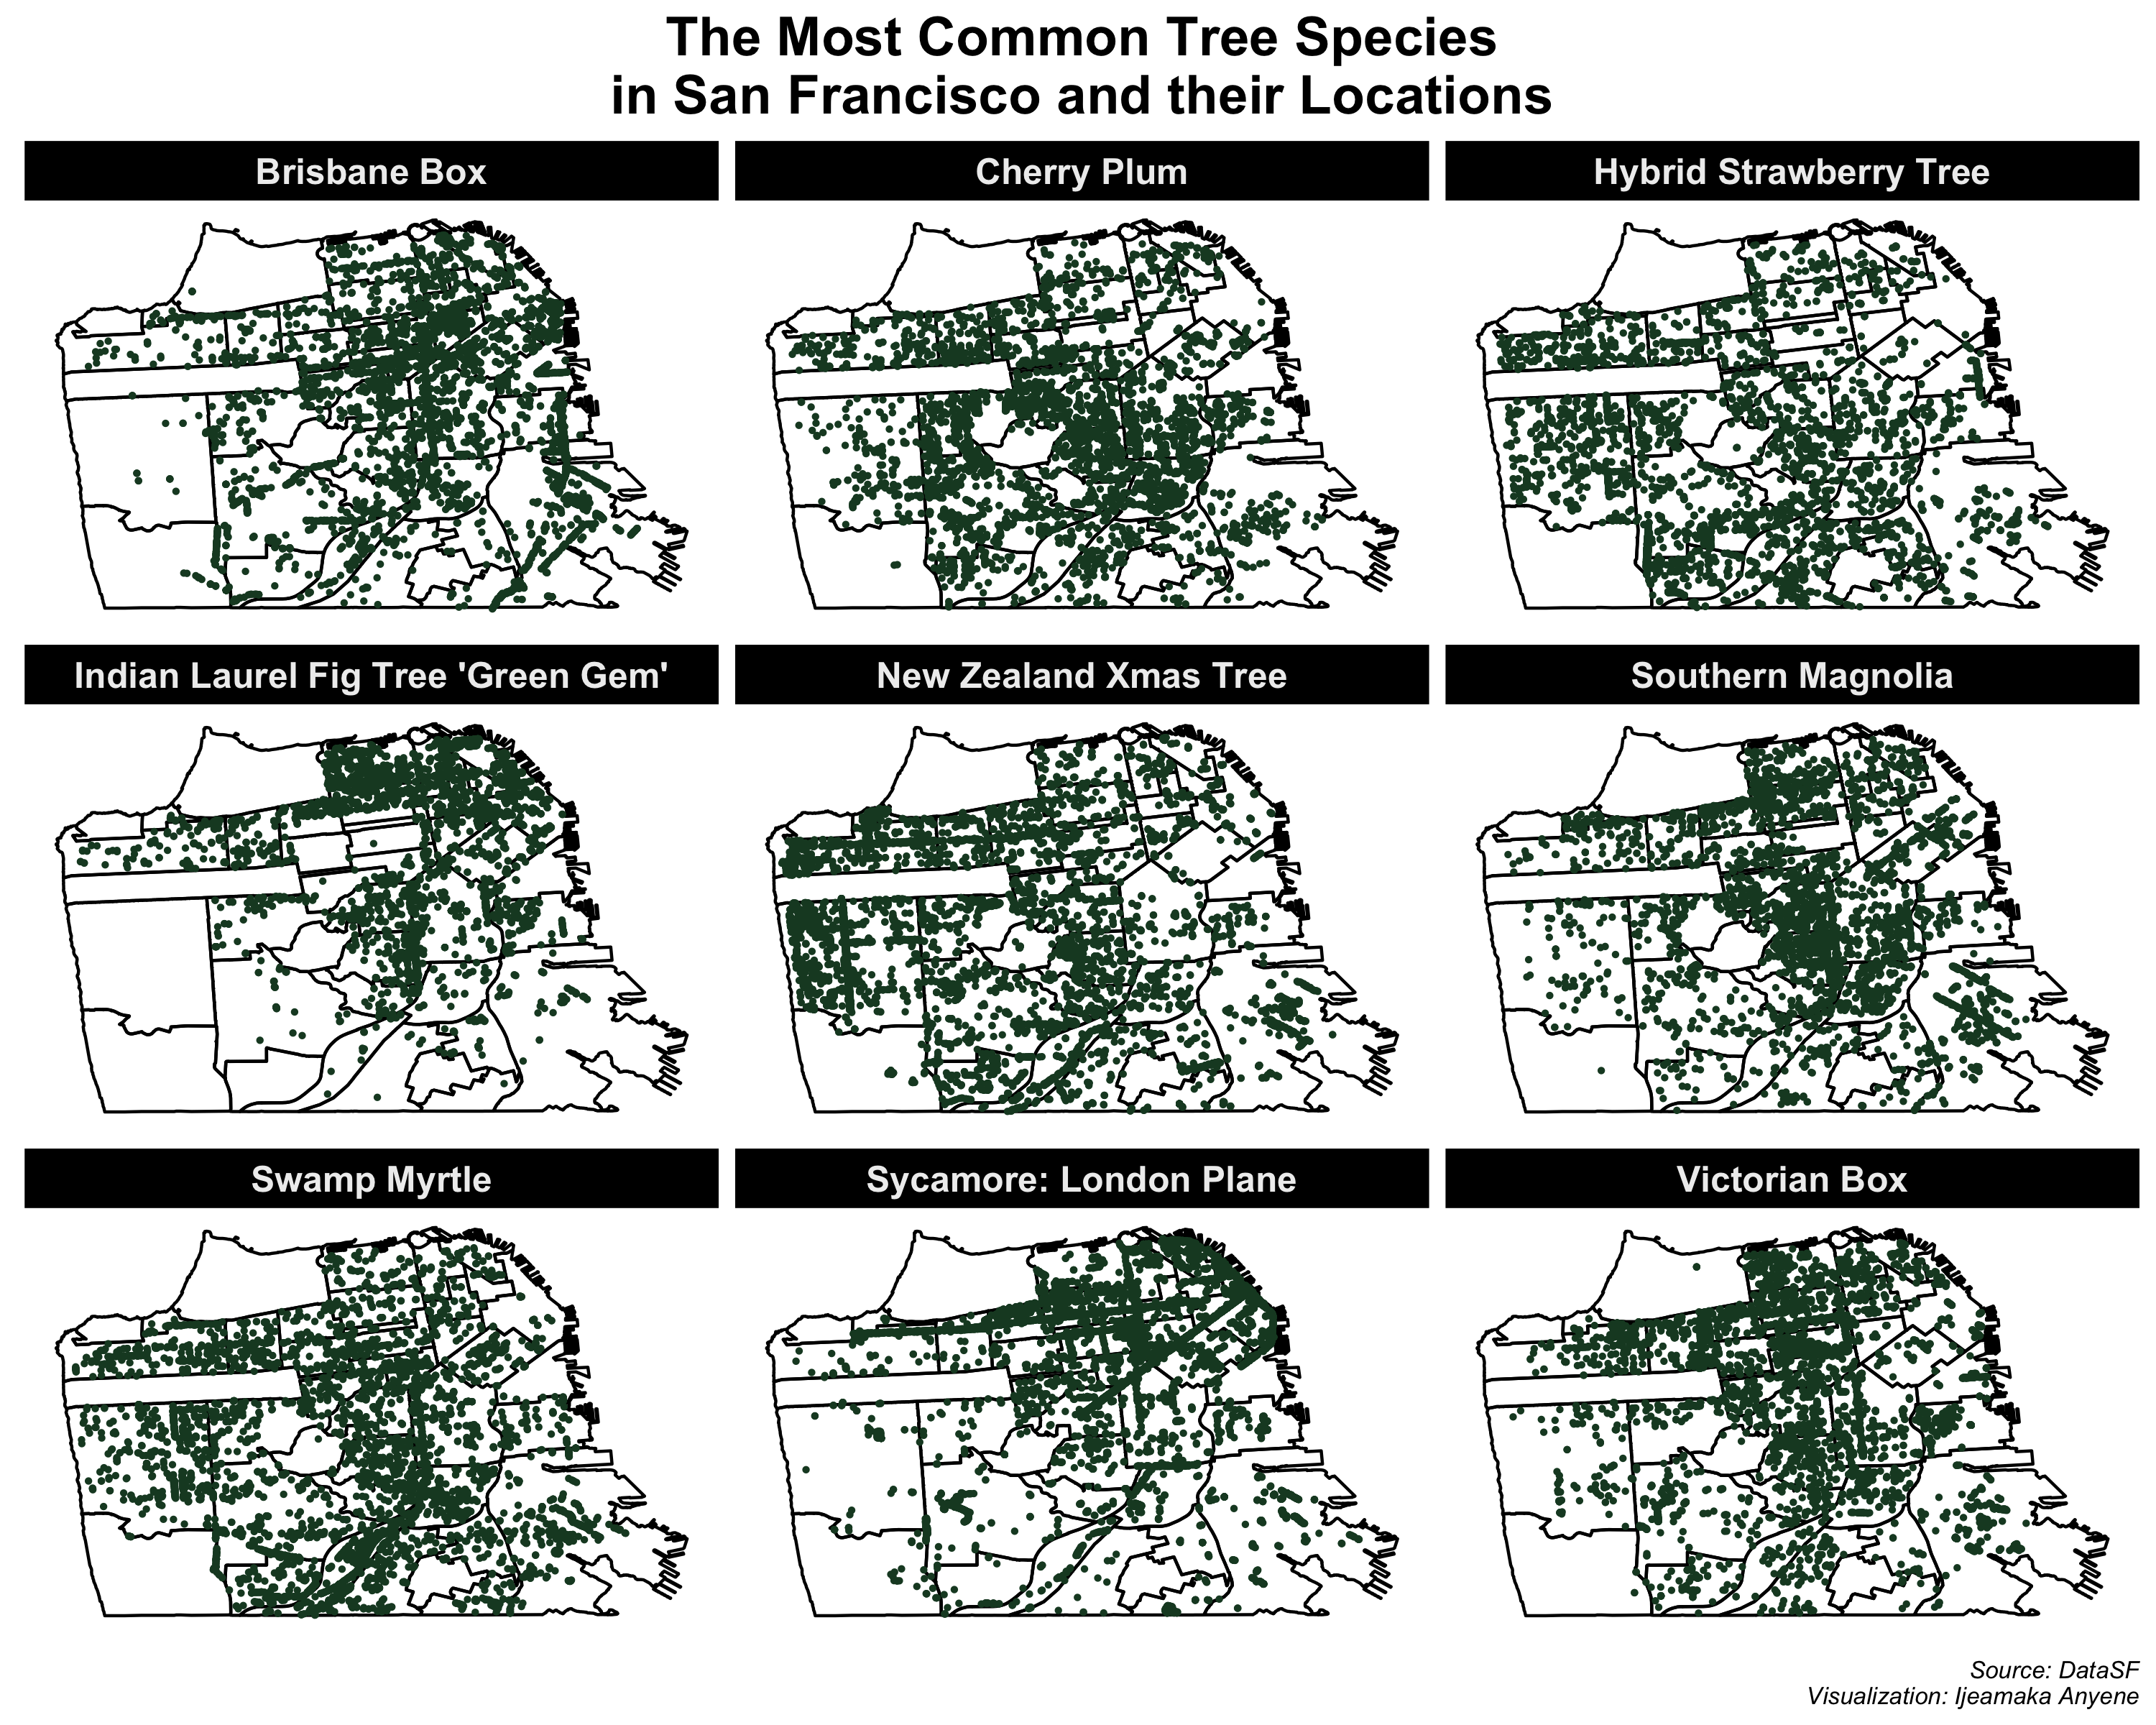 The Most Common Tree Species
in San Francisco and their Locations
Brisbane Box
Cherry Plum
Hybrid Strawberry Tree
Indian Laurel Fig Tree 'Green Gem'
New Zealand Xmas Tree
Southern Magnolia
Swamp Myrtle
Sycamore: London Plane
Victorian Box
Source: DataSF
Visualization: Ijeamaka Anyene